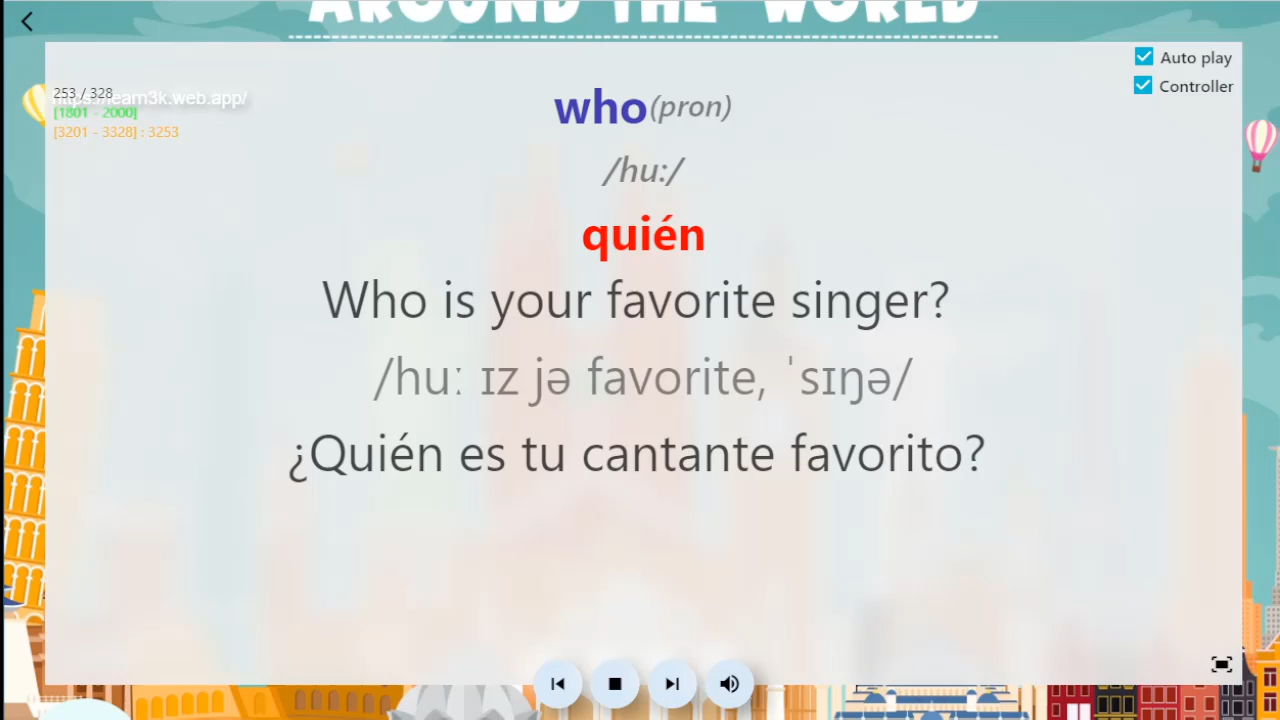 AROUND THE WORLD
Auto play
Controller
253 / 328
https://learn3k.web.app/
[1801 - 2000]
[3201 - 3328] : 3253
who (pron)
/hu:/
quién
Who is your favorite singer?
/huː ɪz jə favorite, ˈsɪŋə/
¿Quién es tu cantante favorito?